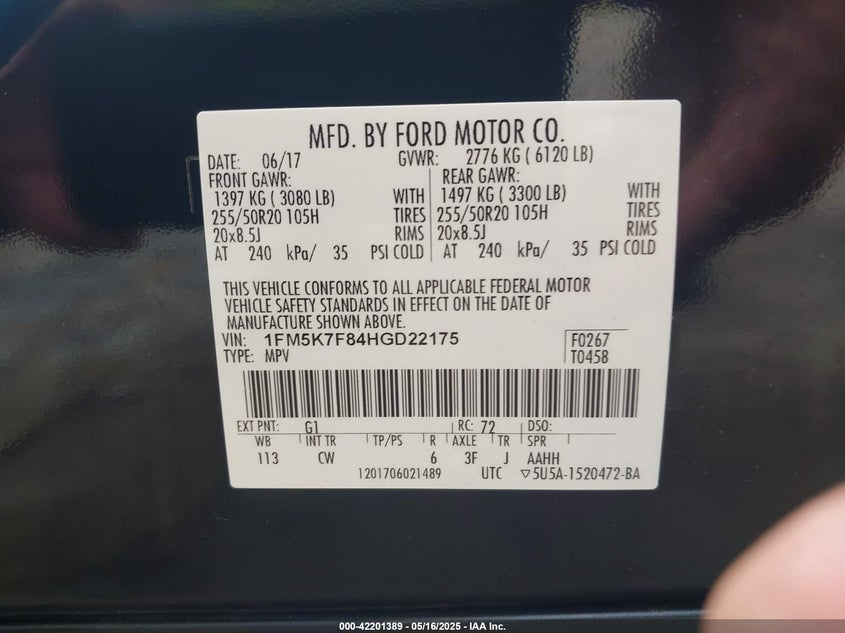 MFD. BY FORD MOTOR CO.
DATE: 06/17 GVWR: 2776 KG ( 6120 LB)
FRONT GAWR: REAR GAWR:
1397 KG ( 3080 LB) WITH 1497 KG ( 3300 LB) WITH
255/50R20 105H TIRES 255/50R20 105H TIRES
20x8.5J RIMS 20x8.5J RIMS
AT 240 kPa/ 35 PSI COLD AT 240 kPa/ 35 PSI COLD
THIS VEHICLE CONFORMS TO ALL APPLICABLE FEDERAL MOTOR
VEHICLE SAFETY STANDARDS IN EFFECT ON THE DATE OF
MANUFACTURE SHOWN ABOVE.
VIN: 1FM5K7F84HGD22175 F0267
TYPE: MPV T0458
EXT PNT: G1 RC: 72 DSO:
WB INT TR TP/PS R AXLE TR SPR
113 CW 6 3F J AAHH
1201706021489 UTC ▽5U5A-1520472-BA
000-42201389 - 05/16/2025 - IAA Inc.